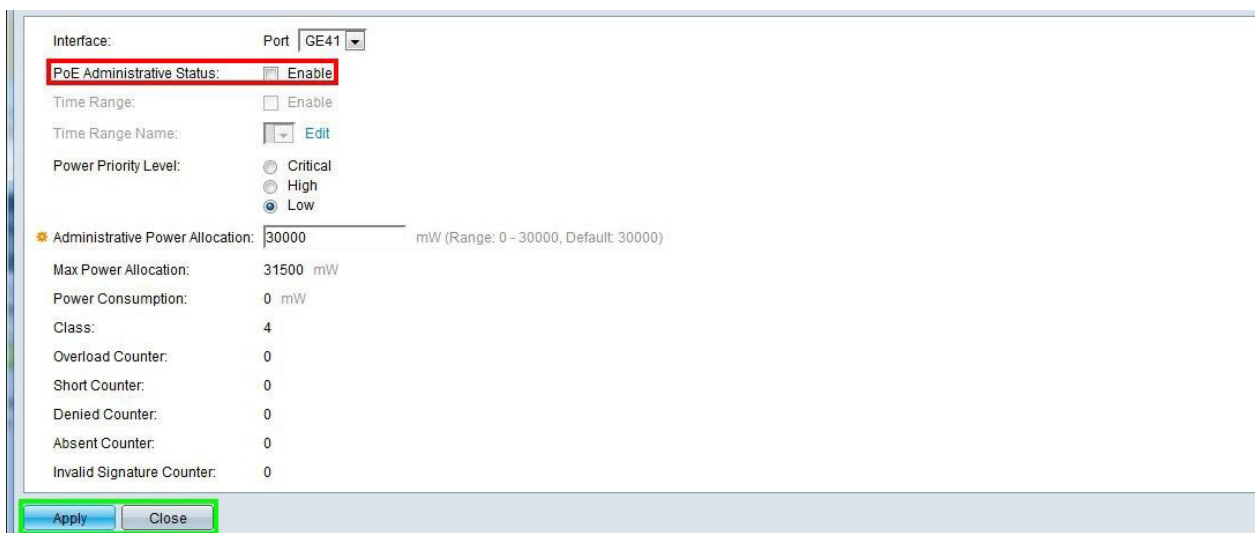 Interface: Port GE41
PoE Administrative Status: Enable
Time Range: Enable
Time Range Name: Edit
Power Priority Level: Critical
High
Low
Administrative Power Allocation: 30000 mW (Range: 0 - 30000, Default: 30000)
Max Power Allocation: 31500 mW
Power Consumption: 0 mW
Class: 4
Overload Counter: 0
Short Counter: 0
Denied Counter: 0
Absent Counter: 0
Invalid Signature Counter: 0
Apply Close